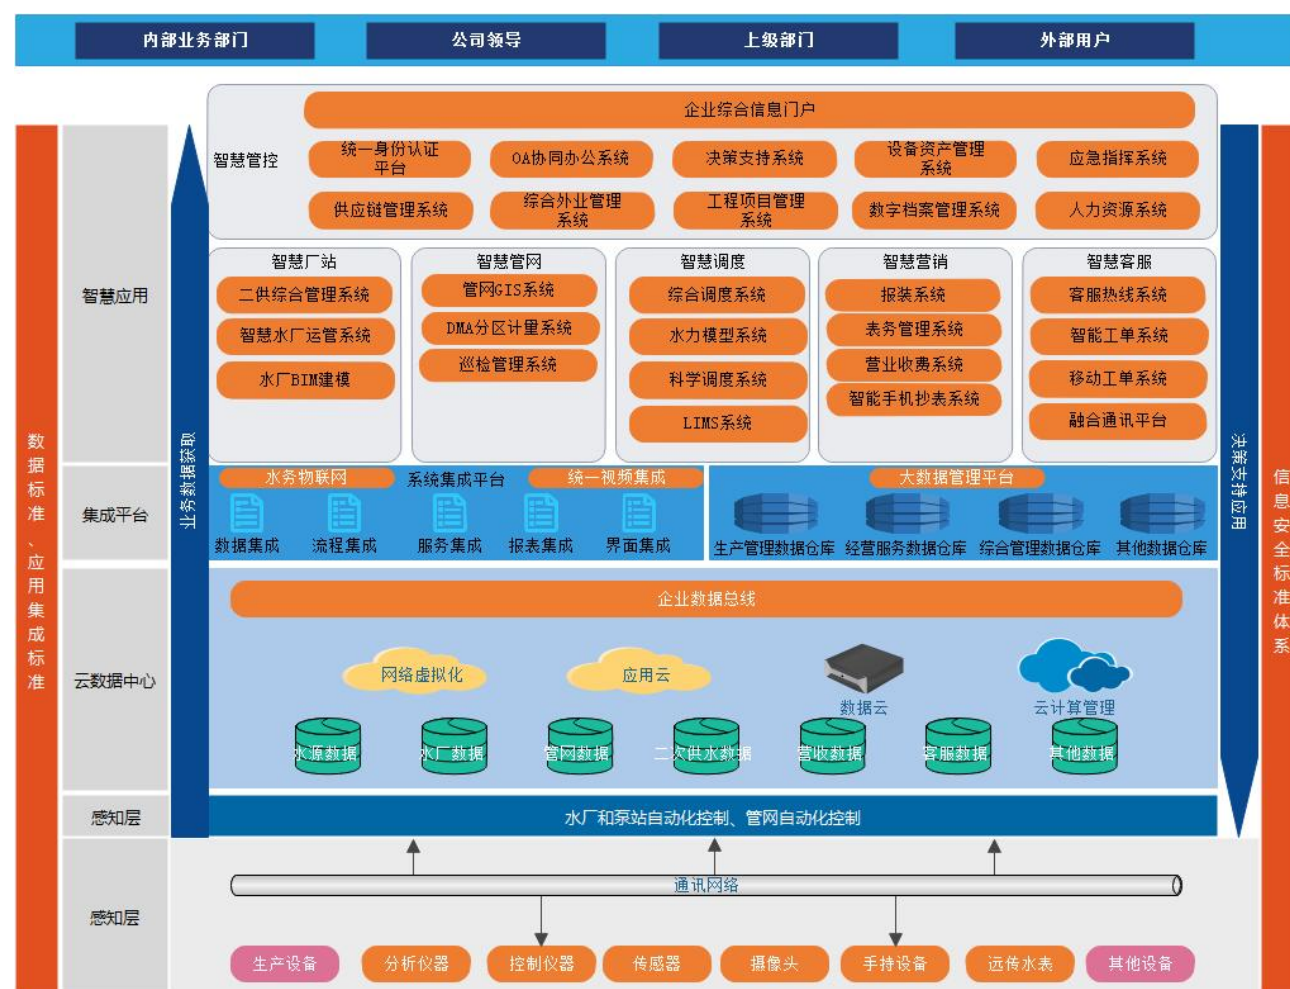 内部业务部门
公司领导
上级部门
外部用户
数据标准、应用集成标准
智慧应用
集成平台
云数据中心
感知层
感知层
业务数据获取
智慧管控
企业综合信息门户
统一身份认证
平台
OA协同办公系统
决策支持系统
设备资产管理
系统
应急指挥系统
供应链管理系统
综合外业管理
系统
工程项目管理
系统
数字档案管理系统
人力资源系统
智慧厂站
二供综合管理系统
智慧水厂运管系统
水厂BIM建模
智慧管网
管网GIS系统
DMA分区计量系统
巡检管理系统
智慧调度
综合调度系统
水力模型系统
科学调度系统
LIMS系统
智慧营销
报装系统
表务管理系统
营业收费系统
智能手机抄表系统
智慧客服
客服热线系统
智能工单系统
移动工单系统
融合通讯平台
水务物联网
系统集成平台
统一视频集成
数据集成
流程集成
服务集成
报表集成
界面集成
大数据管理平台
生产管理数据仓库
经营服务数据仓库
综合管理数据仓库
其他数据仓库
企业数据总线
网络虚拟化
应用云
数据云
云计算管理
水源数据
水厂数据
管网数据
二次供水数据
营收数据
客服数据
其他数据
水厂和泵站自动化控制、管网自动化控制
通讯网络
生产设备
分析仪器
控制仪器
传感器
摄像头
手持设备
远传水表
其他设备
决策支持应用
信息安全标准体系